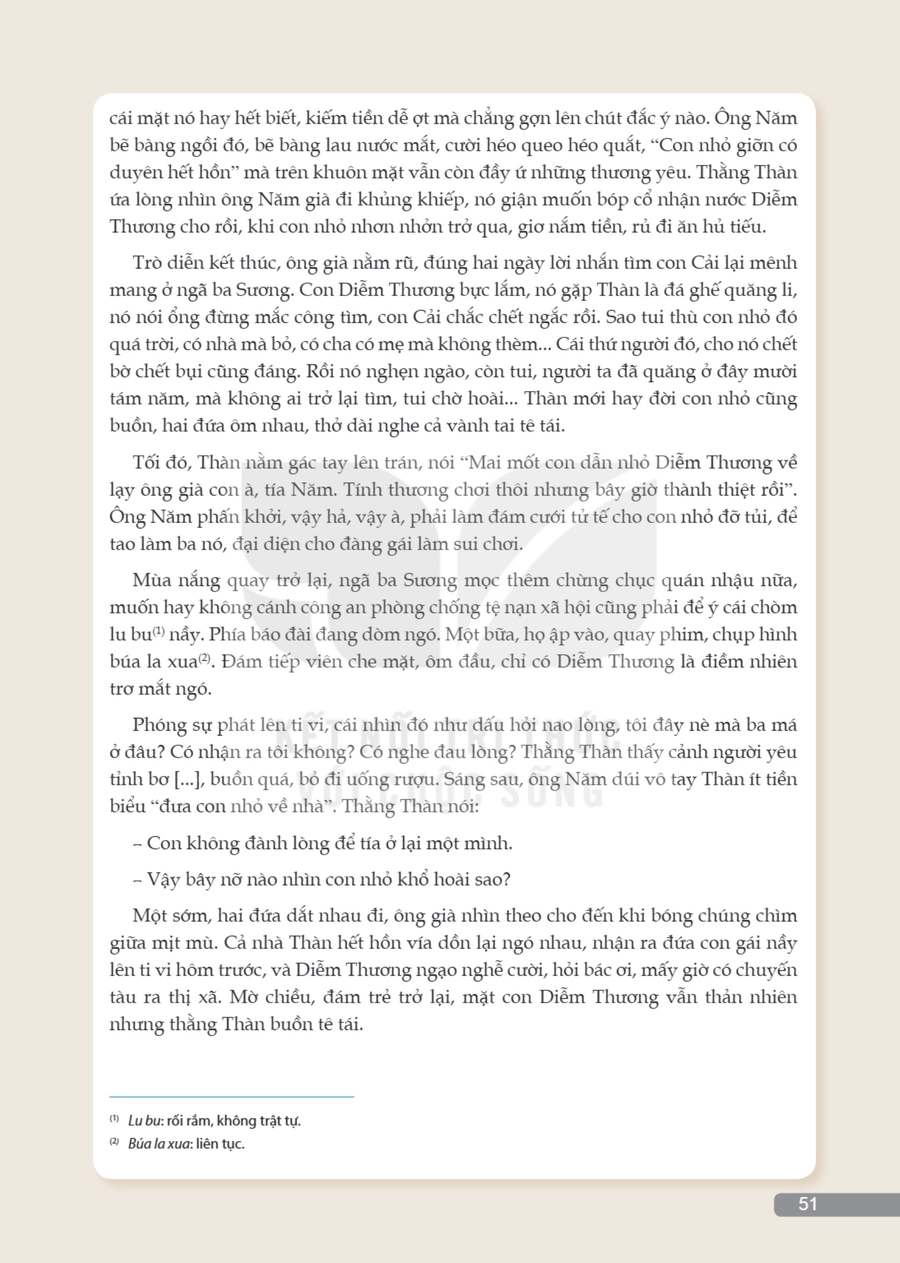 cái mặt nó hay hết biết, kiếm tiền dễ ợt mà chẳng gợn lên chút đắc ý nào. Ông Năm
bẽ bàng ngồi đó, bẽ bàng lau nước mắt, cười héo queo héo quắt, “Con nhỏ giỡn có
duyên hết hồn” mà trên khuôn mặt vẫn còn đầy ứ những thương yêu. Thằng Thàn
ứa lòng nhìn ông Năm già đi khủng khiếp, nó giận muốn bóp cổ nhận nước Diễm
Thương cho rồi, khi con nhỏ nhơn nhởn trở qua, giơ nắm tiền, rủ đi ăn hủ tiếu.
Trò diễn kết thúc, ông già nằm rũ, đúng hai ngày lời nhắn tìm con Cải lại mênh
mang ở ngã ba Sương. Con Diễm Thương bực lắm, nó gặp Thàn là đá ghế quăng li,
nó nói ổng đừng mắc công tìm, con Cải chắc chết ngắc rồi. Sao tui thù con nhỏ đó
quá trời, có nhà mà bỏ, có cha có mẹ mà không thèm... Cái thứ người đó, cho nó chết
bờ chết bụi cũng đáng. Rồi nó nghẹn ngào, còn tui, người ta đã quăng ở đây mười
tám năm, mà không ai trở lại tìm, tui chờ hoài... Thàn mới hay đời con nhỏ cũng
buồn, hai đứa ôm nhau, thở dài nghe cả vành tai tê tái.
Tối đó, Thàn nằm gác tay lên trán, nói “Mai mốt con dẫn nhỏ Diễm Thương về
lạy ông già con à, tía Năm. Tính thương chơi thôi nhưng bây giờ thành thiệt rồi”.
Ông Năm phấn khởi, vậy hả, vậy à, phải làm đám cưới tử tế cho con nhỏ đỡ tủi, để
tao làm ba nó, đại diện cho đàng gái làm sui chơi.
Mùa nắng quay trở lại, ngã ba Sương mọc thêm chừng chục quán nhậu nữa,
muốn hay không cánh công an phòng chống tệ nạn xã hội cũng phải để ý cái chòm
lu bu(1) nầy. Phía báo đài đang dòm ngó. Một bữa, họ ập vào, quay phim, chụp hình
búa la xua(2). Đám tiếp viên che mặt, ôm đầu, chỉ có Diễm Thương là điềm nhiên
trơ mắt ngó.
Phóng sự phát lên ti vi, cái nhìn đó như dấu hỏi nao lòng, tôi đây nè mà ba má
ở đâu? Có nhận ra tôi không? Có nghe đau lòng? Thằng Thàn thấy cảnh người yêu
tỉnh bơ [...], buồn quá, bỏ đi uống rượu. Sáng sau, ông Năm dúi vô tay Thàn ít tiền
biểu “đưa con nhỏ về nhà”. Thằng Thàn nói:
– Con không đành lòng để tía ở lại một mình.
– Vậy bây nỡ nào nhìn con nhỏ khổ hoài sao?
Một sớm, hai đứa dắt nhau đi, ông già nhìn theo cho đến khi bóng chúng chìm
giữa mịt mù. Cả nhà Thàn hết hồn vía dồn lại ngó nhau, nhận ra đứa con gái nầy
lên ti vi hôm trước, và Diễm Thương ngạo nghễ cười, hỏi bác ơi, mấy giờ có chuyến
tàu ra thị xã. Mờ chiều, đám trẻ trở lại, mặt con Diễm Thương vẫn thản nhiên
nhưng thằng Thàn buồn tê tái.
KẾT NỐI TRI THỨC
VỚI CUỘC SỐNG
(1) Lu bu: rối rắm, không trật tự.
(2) Búa la xua: liên tục.
51